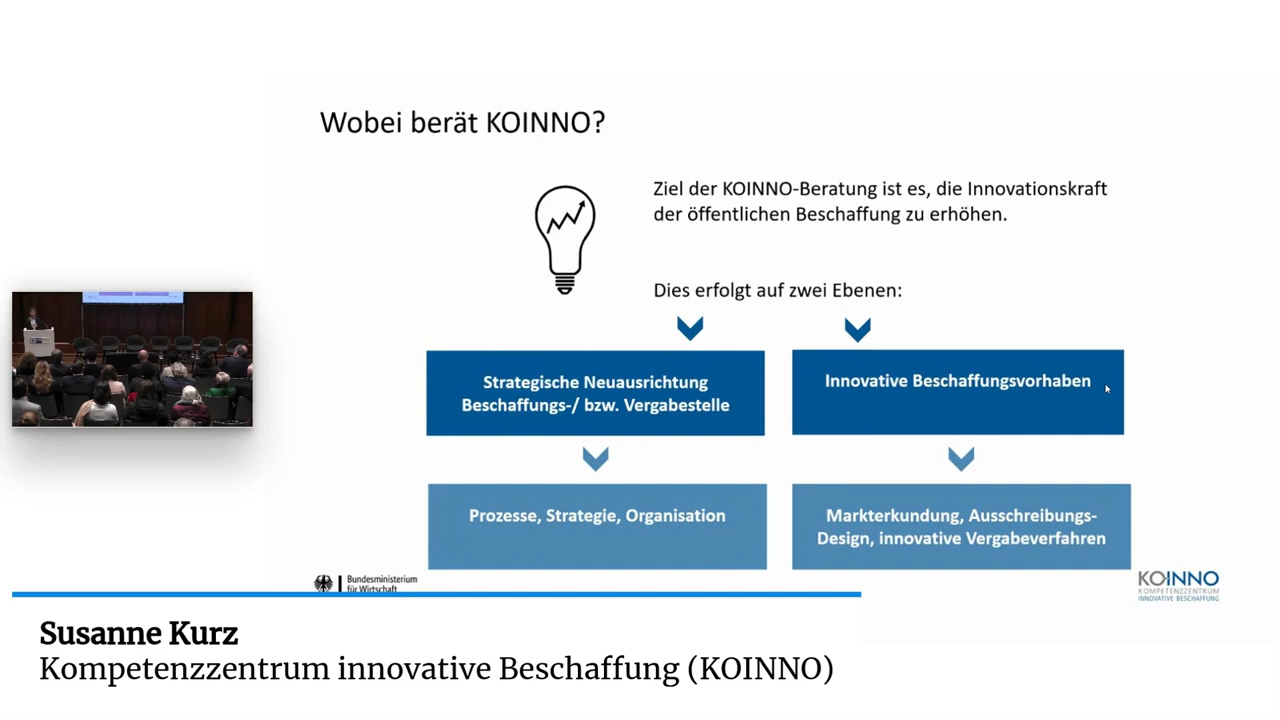 Wobei berät KOINNO?
Ziel der KOINNO-Beratung ist es, die Innovationskraft
der öffentlichen Beschaffung zu erhöhen.
Dies erfolgt auf zwei Ebenen:
Strategische Neuausrichtung
Beschaffungs-/ bzw. Vergabestelle
Innovative Beschaffungsvorhaben
Prozesse, Strategie, Organisation
Markterkundung, Ausschreibungs-
Design, innovative Vergabeverfahren
Bundesministerium
für Wirtschaft
KOINNO
KOMPETENZZENTRUM
INNOVATIVE BESCHAFFUNG
Susanne Kurz
Kompetenzzentrum innovative Beschaffung (KOINNO)